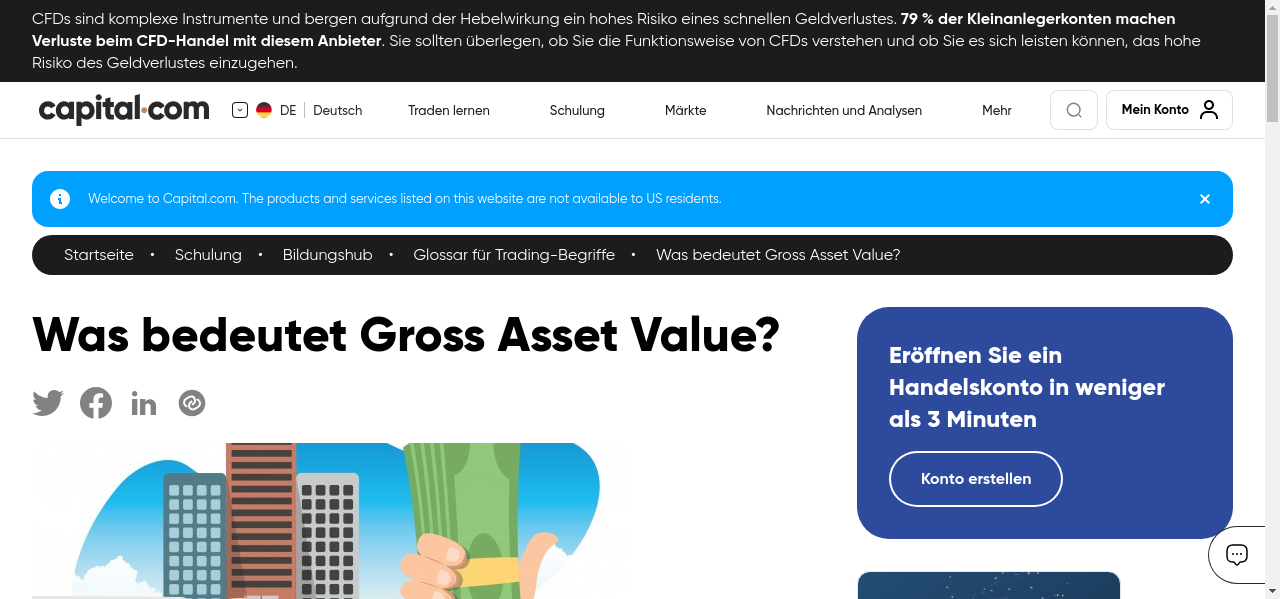 CFDs sind komplexe Instrumente und bergen aufgrund der Hebelwirkung ein hohes Risiko eines schnellen Geldverlustes. 79 % der Kleinanlegerkonten machen
Verluste beim CFD-Handel mit diesem Anbieter. Sie sollten überlegen, ob Sie die Funktionsweise von CFDs verstehen und ob Sie es sich leisten können, das hohe
Risiko des Geldverlustes einzugehen.
capital.com DE Deutsch Traden lernen Schulung Märkte Nachrichten und Analysen Mehr Mein Konto
Welcome to Capital.com. The products and services listed on this website are not available to US residents.
Startseite • Schulung • Bildungshub • Glossar für Trading-Begriffe • Was bedeutet Gross Asset Value?
Was bedeutet Gross Asset Value?
Eröffnen Sie ein
Handelskonto in weniger
als 3 Minuten
Konto erstellen